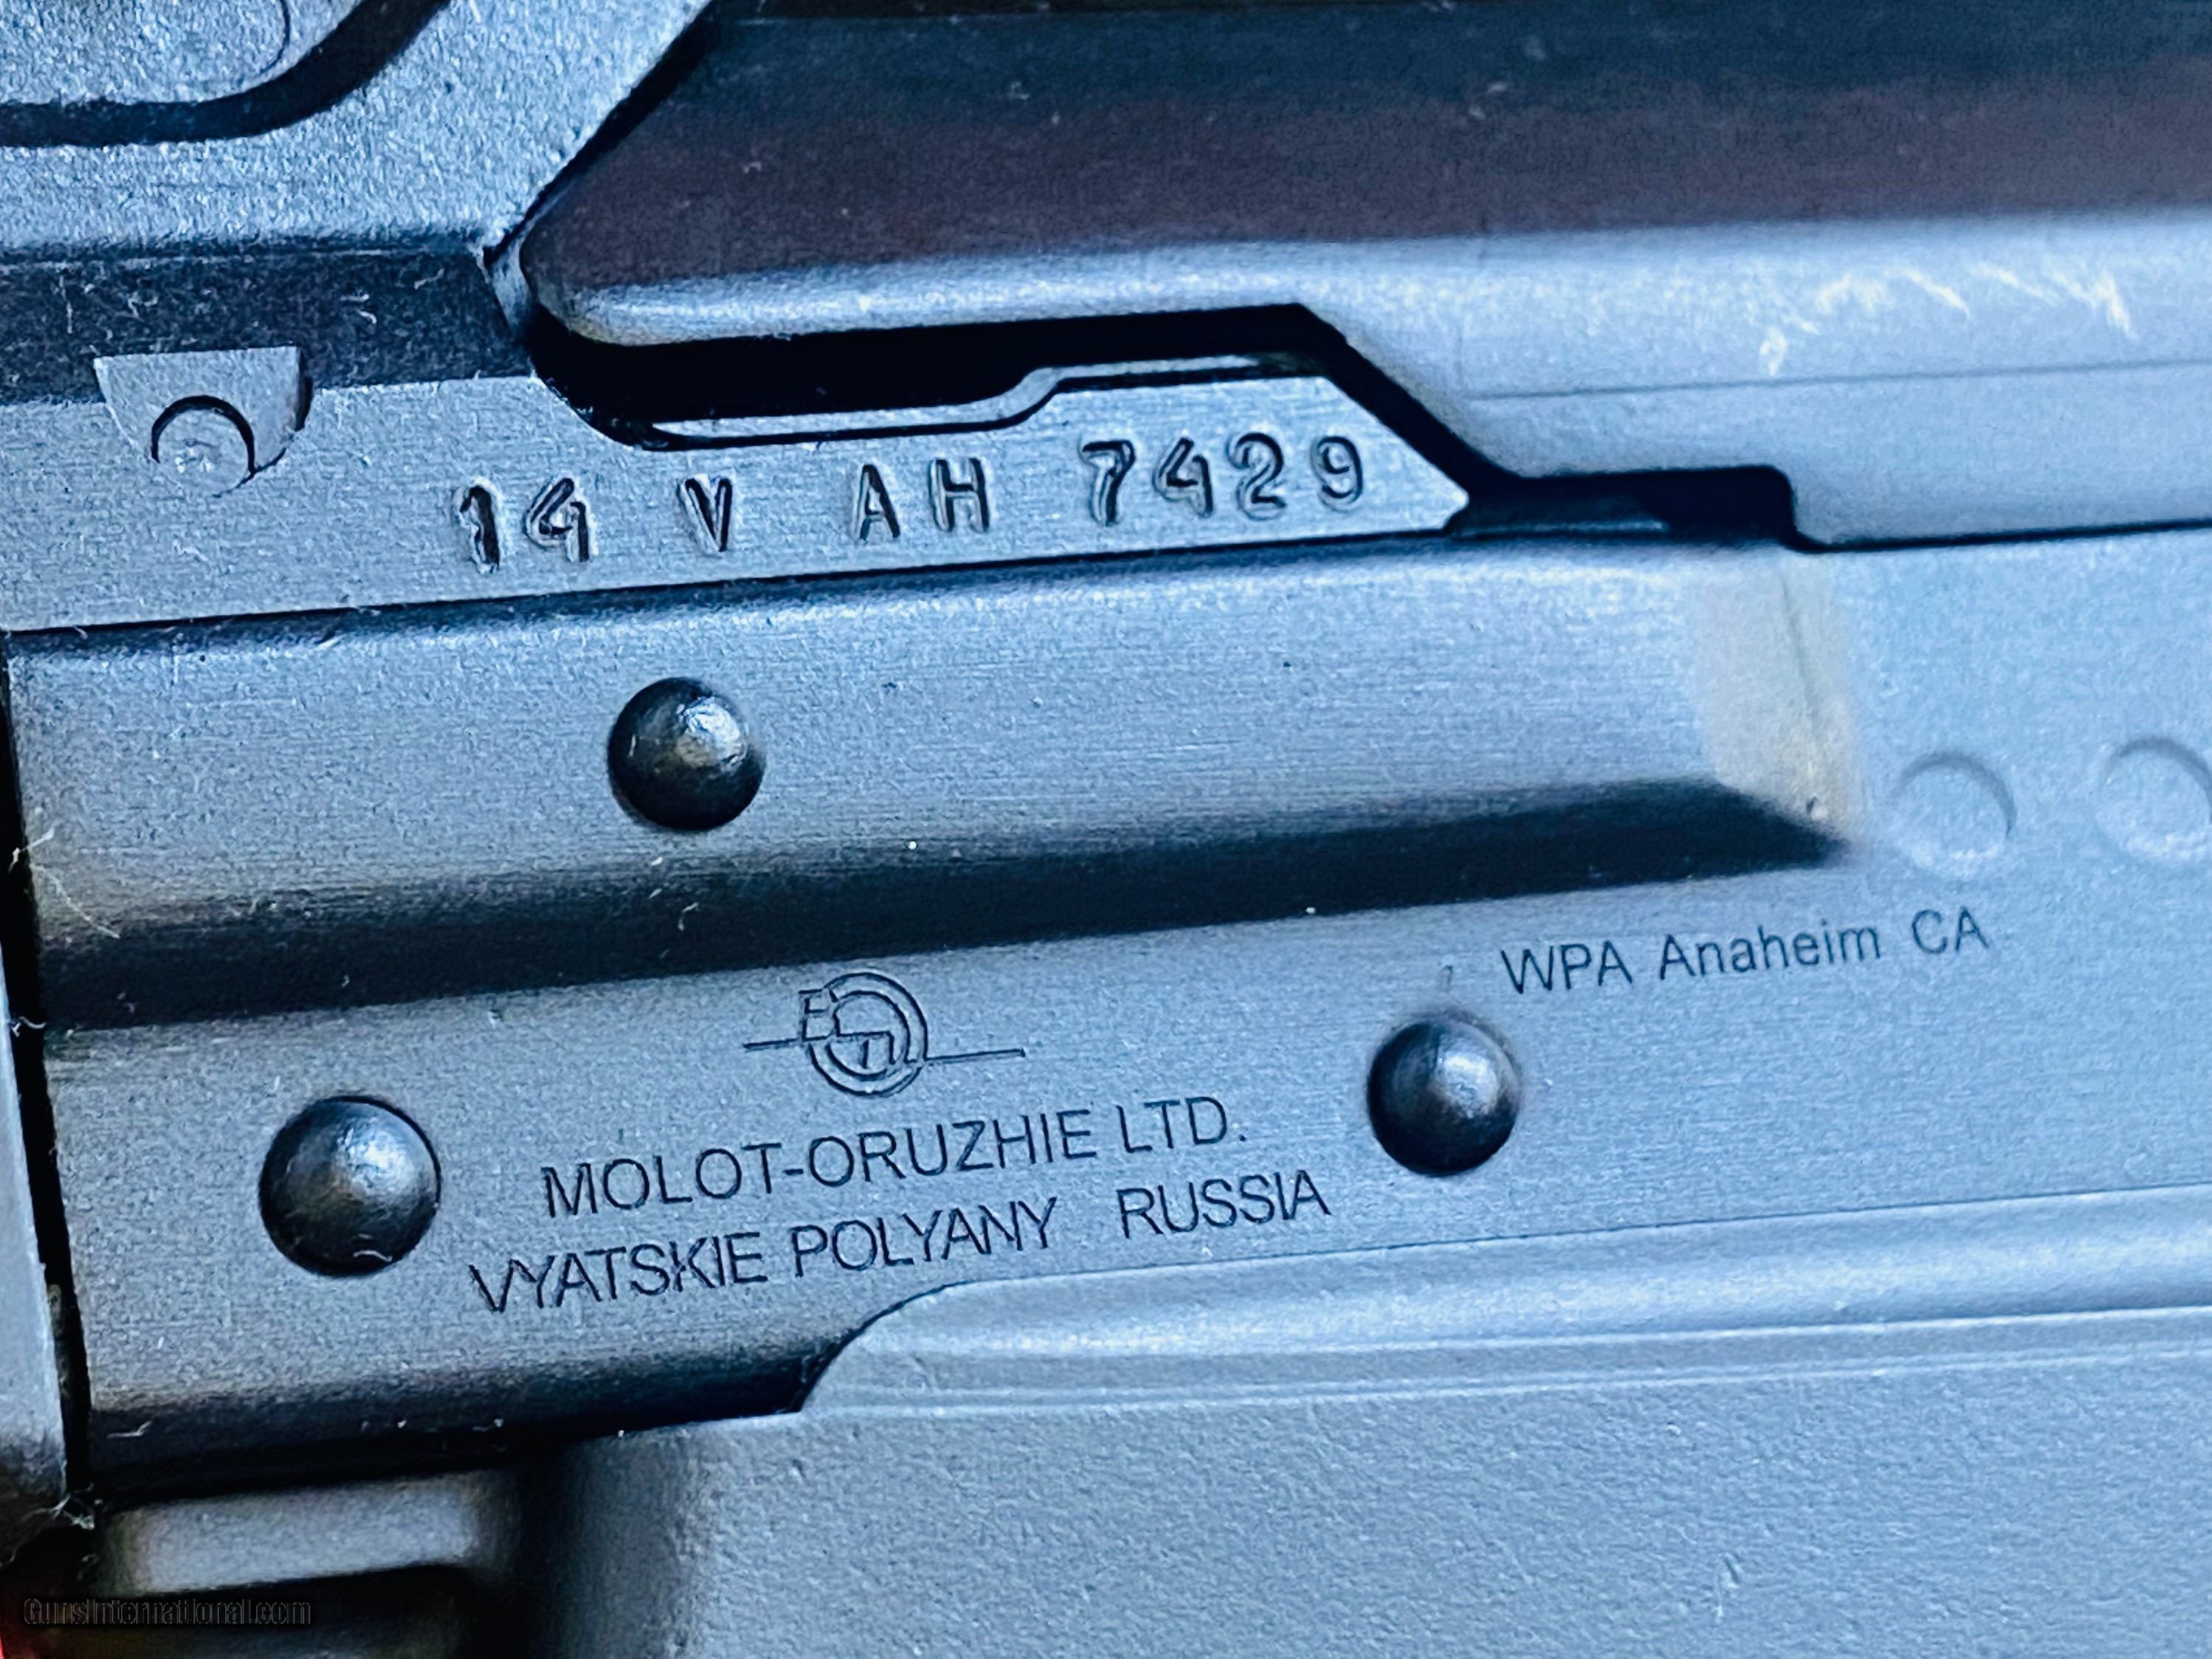 14 V AH 7429
WPA Anaheim CA
MOLOT-ORUZHIE LTD.
VYATSKIE POLYANY RUSSIA
GunsInternational.com